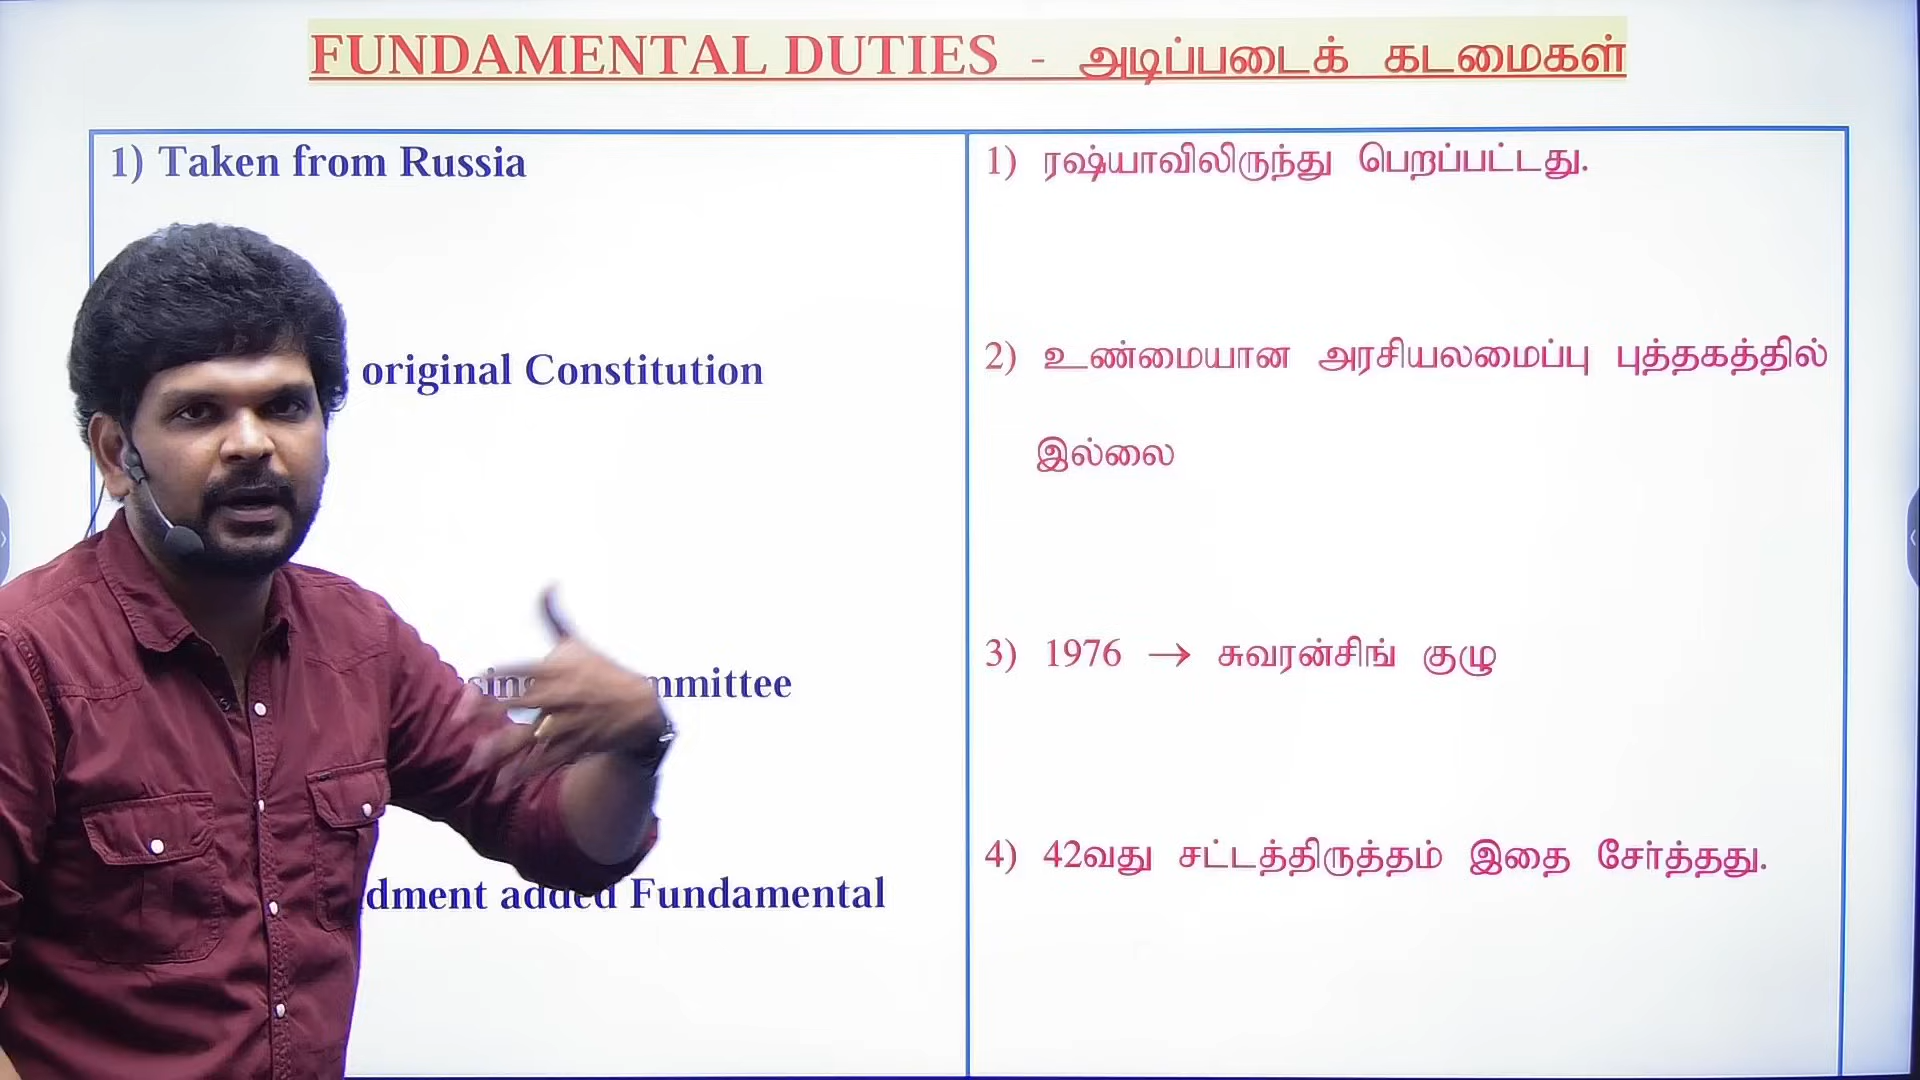 FUNDAMENTAL DUTIES - அடிப்படைக் கடமைகள்
1) Taken from Russia
original Constitution
dment added Fundamental
1) ரஷ்யாவிலிருந்து பெறப்பட்டது.
2) உண்மையான அரசியலமைப்பு புத்தகத்தில்
இல்லை
3) 1976 → சுவரன்சிங் குழு
4) 42வது சட்டத்திருத்தம் இதை சேர்த்தது.